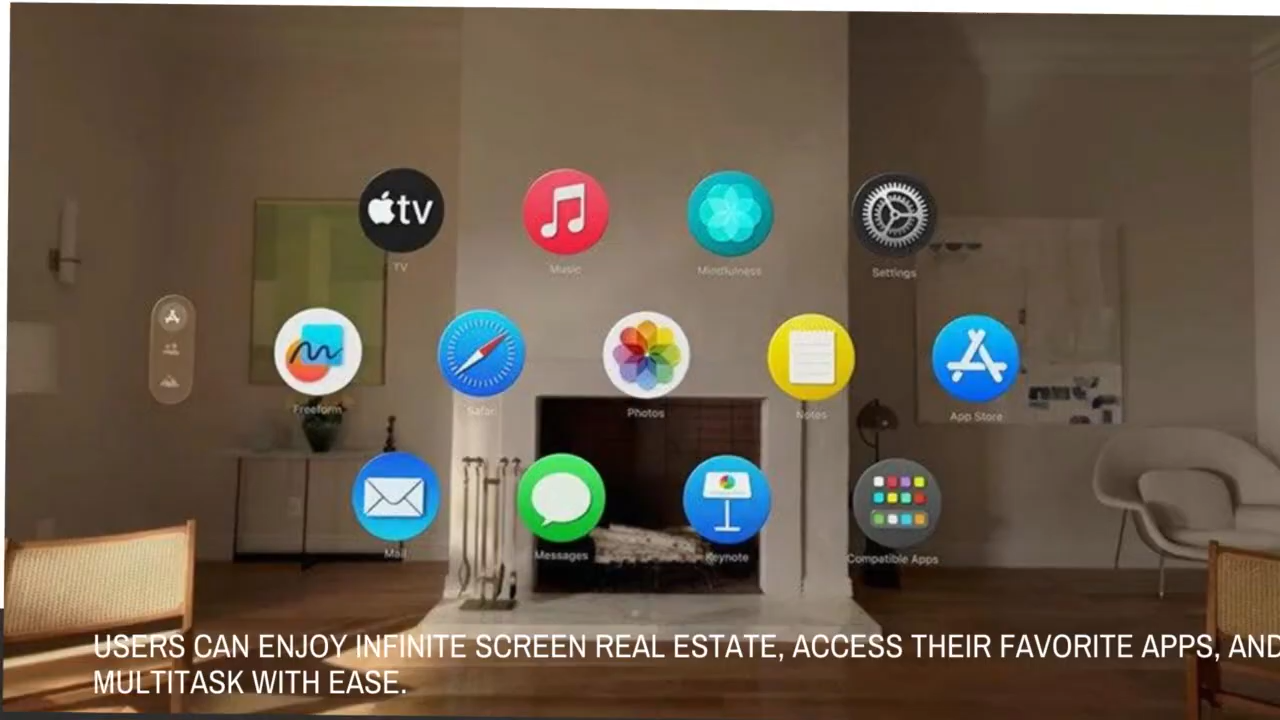 tv
TV
Music
Mindfulness
Settings
Freeform
Safari
Photos
Notes
App Store
Mail
Messages
Keynote
Compatible Apps
USERS CAN ENJOY INFINITE SCREEN REAL ESTATE, ACCESS THEIR FAVORITE APPS, AND
MULTITASK WITH EASE.